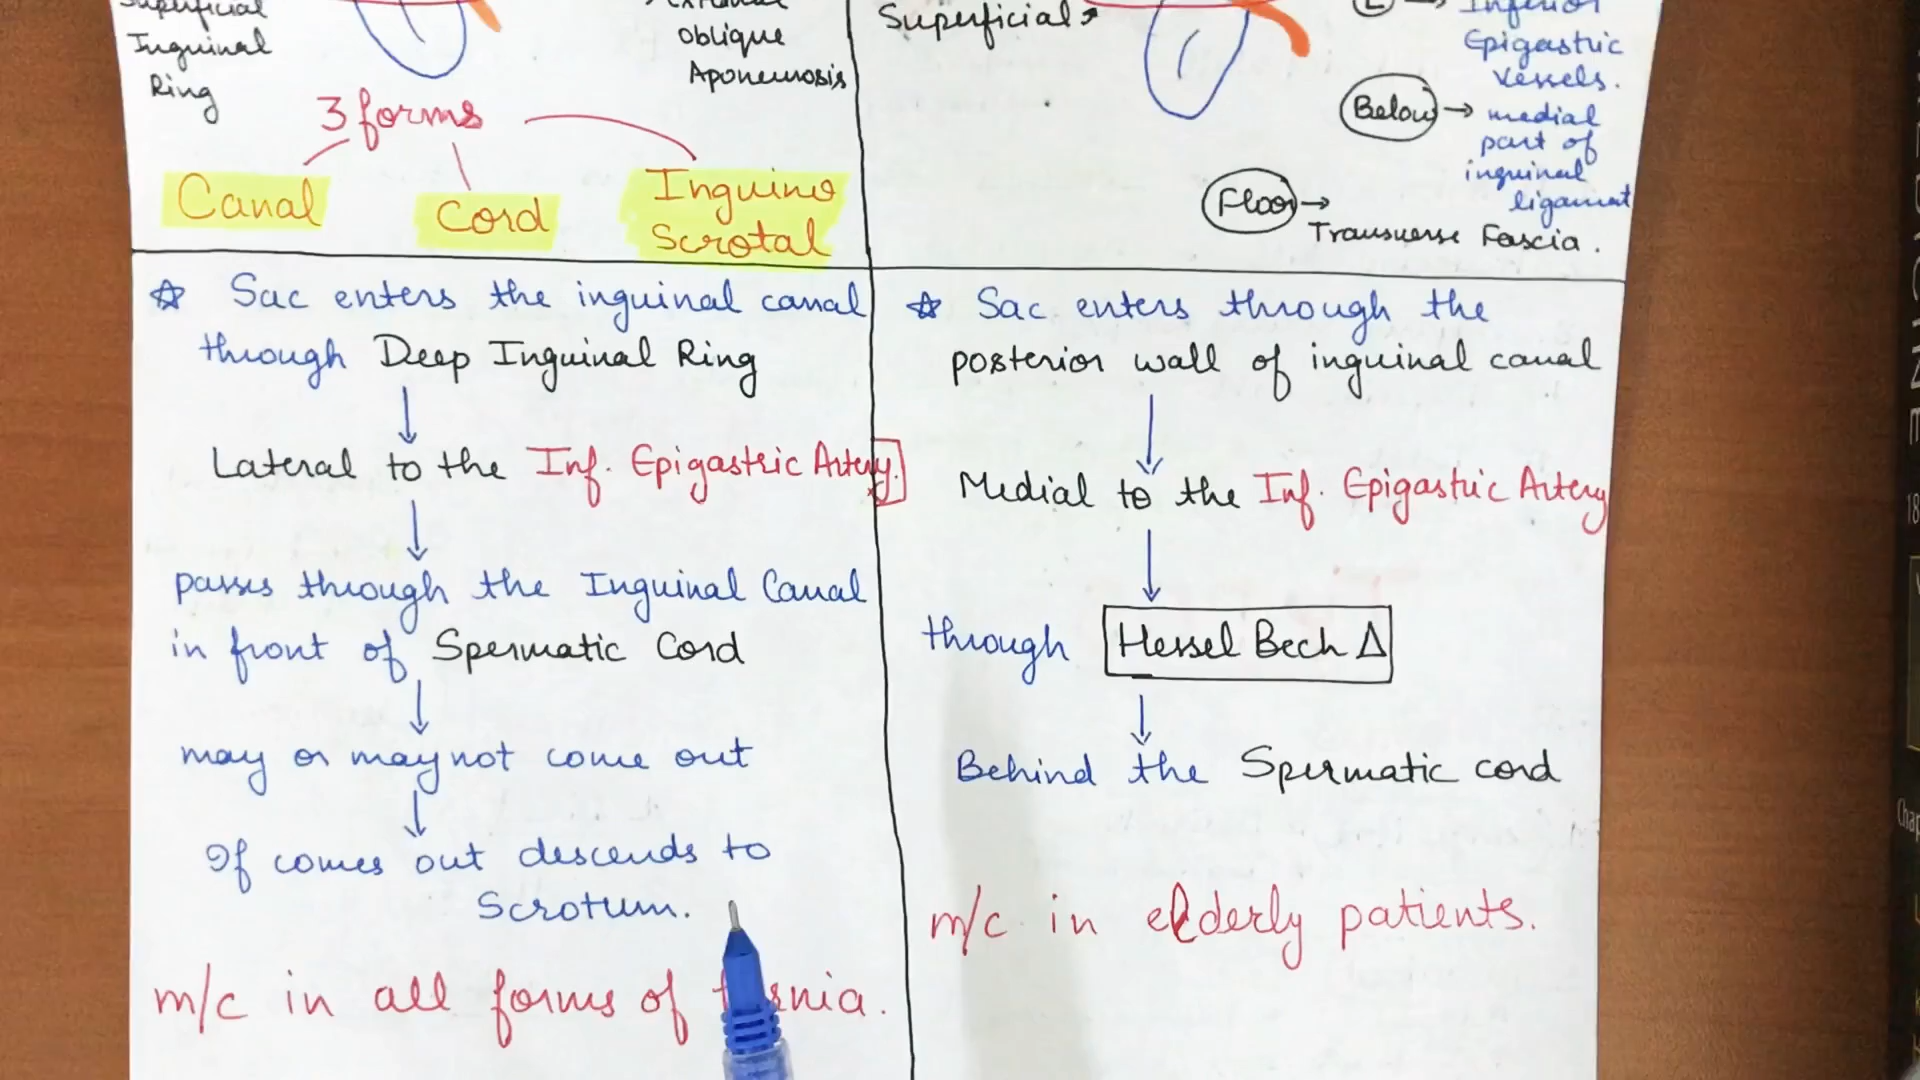 Superficial
Inguinal
Ring
External
oblique
Aponeurosis
3 forms
Canal
Cord
Inguino
Scrotal
☆ Sac enters the inguinal canal
through Deep Inguinal Ring
↓
Lateral to the Inf. Epigastric Artery.
↓
passes through the Inguinal Canal
in front of Spermatic Cord
↓
may or may not come out
↓
If comes out descends to
Scrotum.
m/c in all forms of
Superficial
L → Inferior
Epigastric
vessels.
Below → medial
part of
inguinal
ligament
Floor →
Transverse Fascia.
☆ Sac enters through the
posterior wall of inguinal canal
↓
Medial to the Inf. Epigastric Artery
↓
through Hessel Bech Δ
↓
Behind the Spermatic cord
m/c in elderly patients.